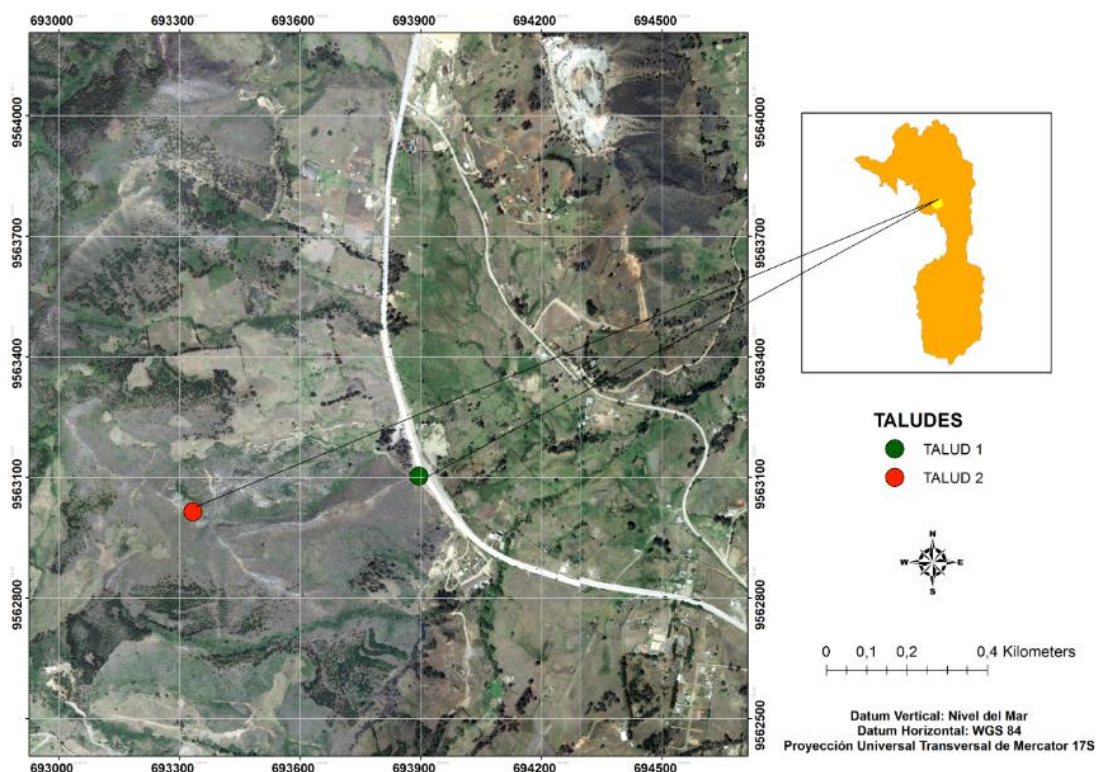 693000 693300 693600 693900 694200 694500
9564000 9564000
9563700 9563700
9563400 9563400
9563100 9563100
9562800 9562800
9562500 9562500
693000 693300 693600 693900 694200 694500
TALUDES
TALUD 1
TALUD 2
N
W E
S
0 0,1 0,2 0,4 Kilometers
Datum Vertical: Nivel del Mar
Datum Horizontal: WGS 84
Proyección Universal Transversal de Mercator 17S